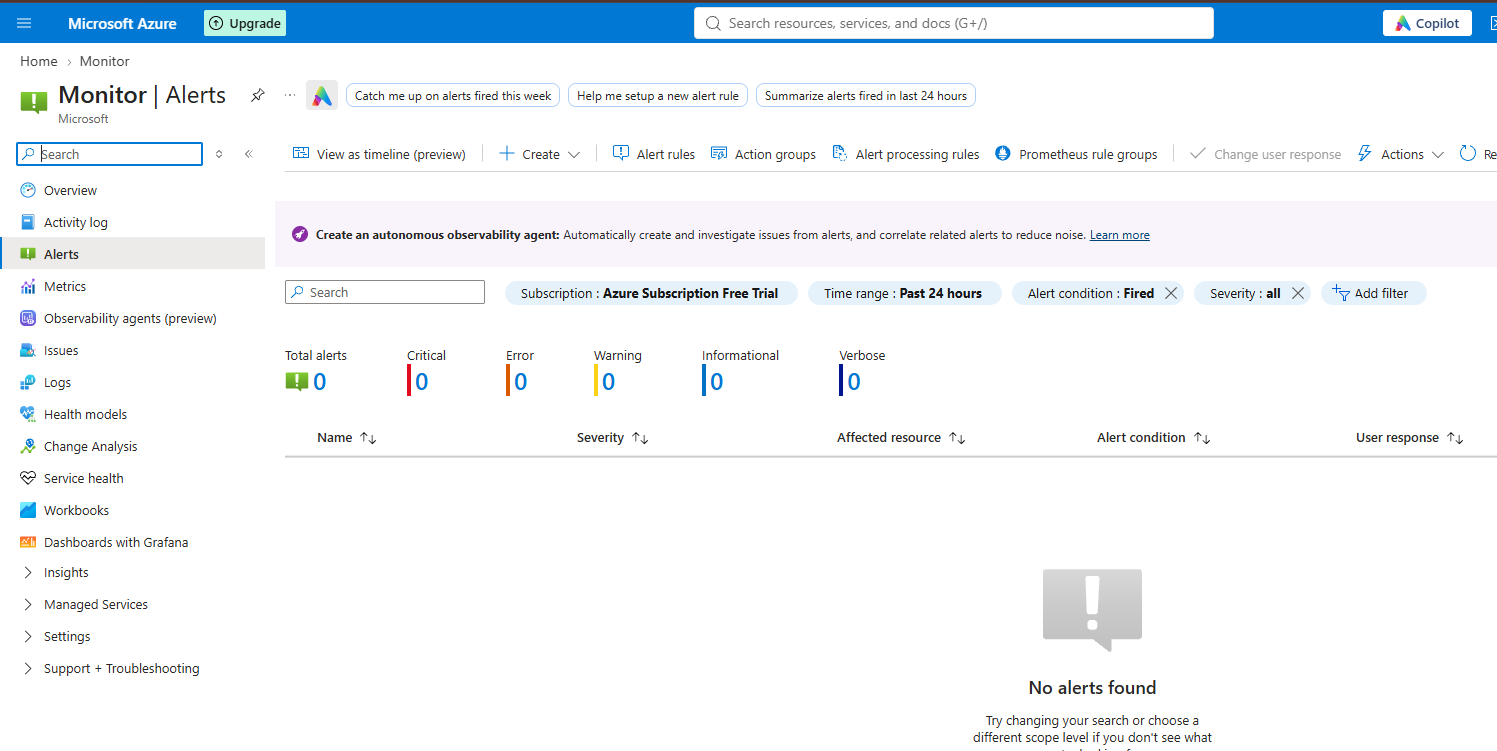 Microsoft Azure
Upgrade
Search resources, services, and docs (G+/)
Copilot
Home > Monitor
Monitor | Alerts
Microsoft
Catch me up on alerts fired this week
Help me setup a new alert rule
Summarize alerts fired in last 24 hours
Search
View as timeline (preview)
Create
Alert rules
Action groups
Alert processing rules
Prometheus rule groups
Change user response
Actions
Re
Overview
Activity log
Alerts
Metrics
Observability agents (preview)
Issues
Logs
Health models
Change Analysis
Service health
Workbooks
Dashboards with Grafana
Insights
Managed Services
Settings
Support + Troubleshooting
Create an autonomous observability agent: Automatically create and investigate issues from alerts, and correlate related alerts to reduce noise. Learn more
Search
Subscription : Azure Subscription Free Trial
Time range : Past 24 hours
Alert condition : Fired
Severity : all
Add filter
Total alerts
0
Critical
0
Error
0
Warning
0
Informational
0
Verbose
0
Name
Severity
Affected resource
Alert condition
User response
No alerts found
Try changing your search or choose a
different scope level if you don't see what